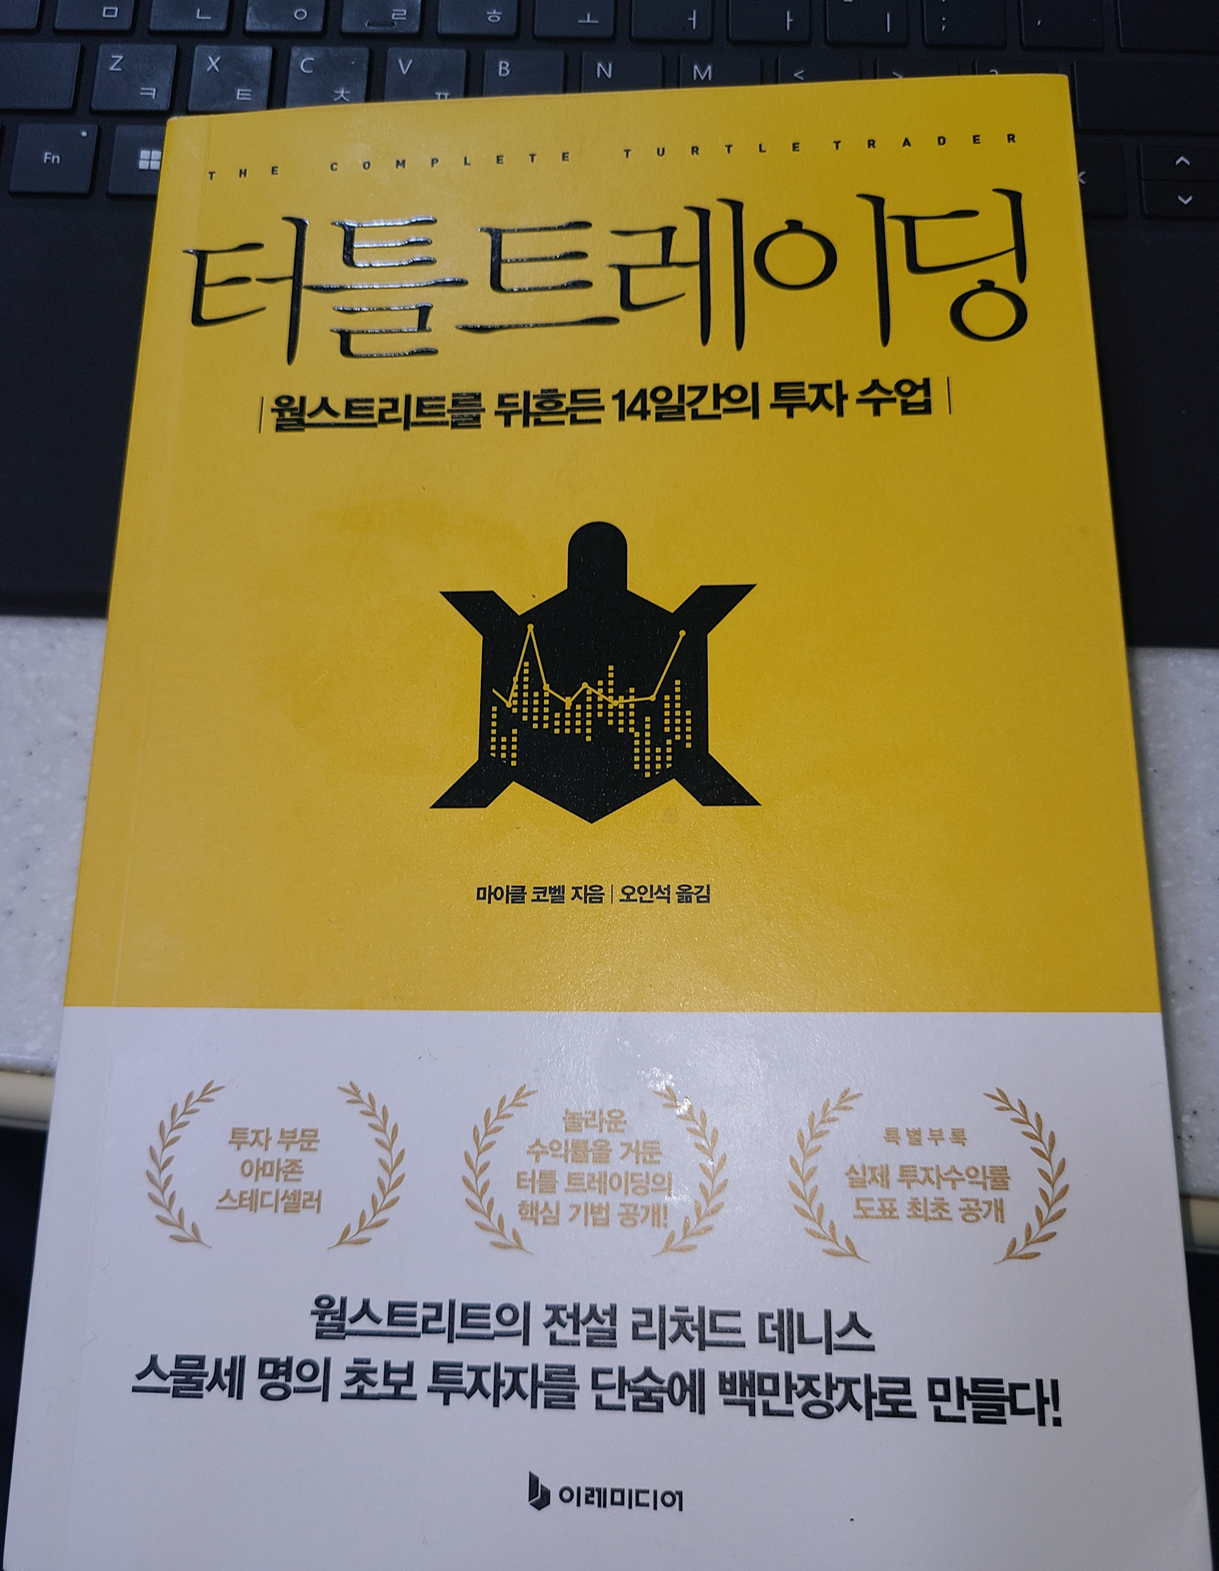 ㅁ ㄴ ㅇ ㄹ ㅎ ㅗ ㅓ ㅏ ㅣ ; '
Z X C V B N M < > ?
ㅋ ㅌ ㅊ ㅍ
Fn
THE COMPLETE TURTLETRADER
터틀트레이딩
월스트리트를 뒤흔든 14일간의 투자 수업
마이클 코벨 지음 | 오인석 옮김
투자 부문
아마존
스테디셀러
놀라운
수익률을 거둔
터틀 트레이딩의
핵심 기법 공개!
특별부록
실제 투자수익률
도표 최초 공개
월스트리트의 전설 리처드 데니스
스물세 명의 초보 투자자를 단숨에 백만장자로 만들다!
이레미디어